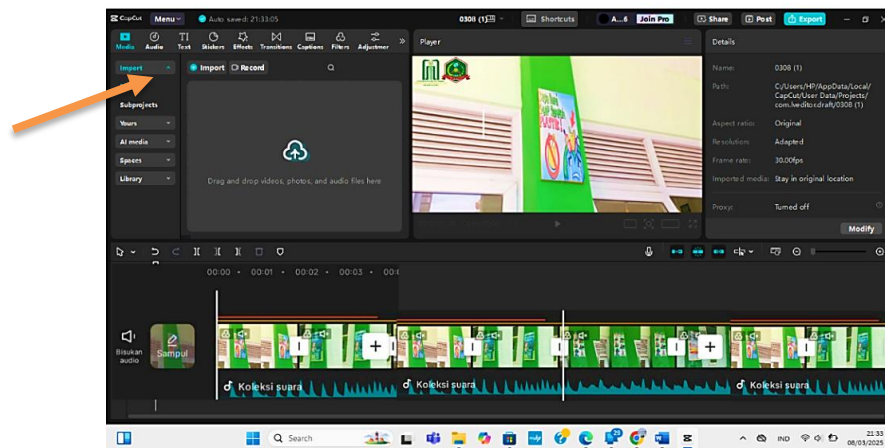 CapCut Menu Auto saved: 21:33:05 0308 (1) Shortcuts A...6 Join Pro Share Post Export
Media Audio Text Stickers Effects Transitions Captions Filters Adjustmer
Player
Details
Import
Import Record
Subprojects
Yours
AI media
Spaces
Library
Drag and drop videos, photos, and audio files here
Name: 0308 (1)
Path: C:/Users/HP/AppData/Local/
CapCut/User Data/Projects/
com.lveditor.draft/0308 (1)
Aspect ratio: Original
Resolution: Adapted
Frame rate: 30.00fps
Imported media: Stay in original location
Proxy: Turned off
Modify
00:00 00:01 00:02 00:03
Bisukan
audio
Sampul
Koleksi suara Koleksi suara Koleksi suara
Search
29
IND
21:33
08/03/2025